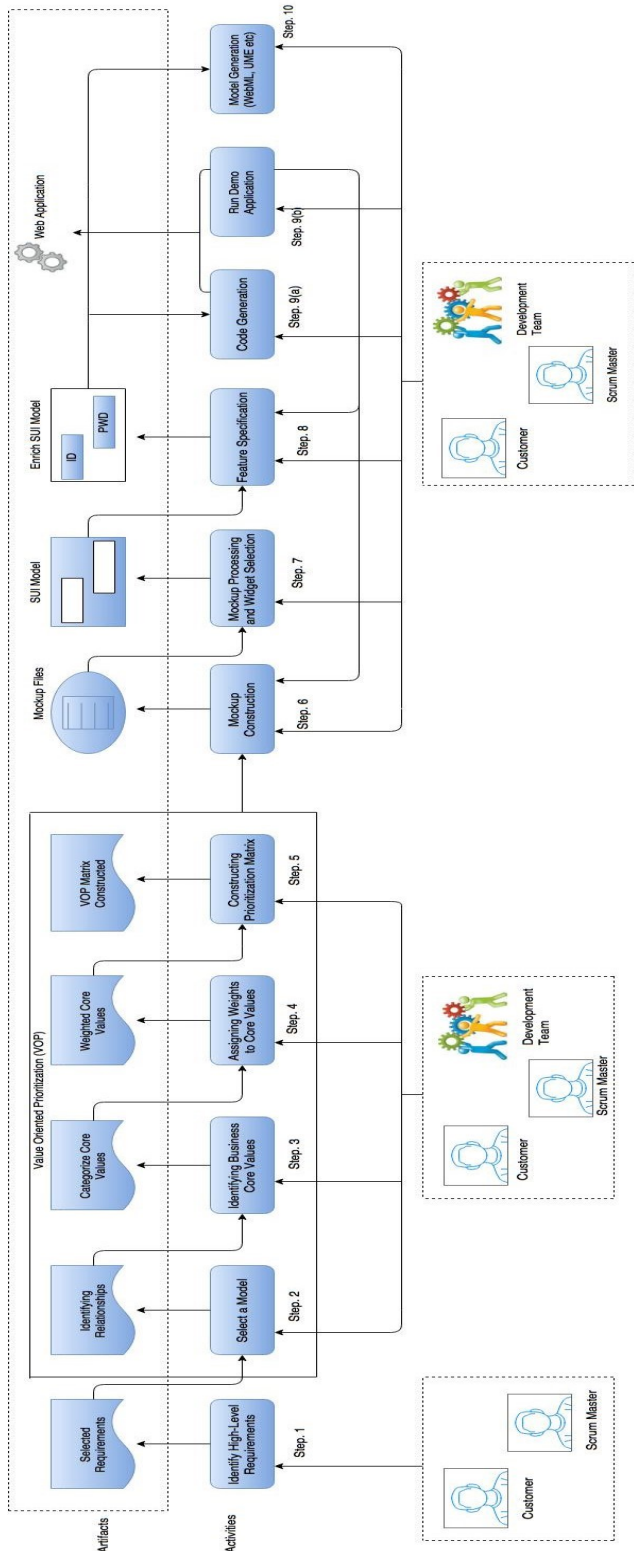 Artifacts
Selected
Requirements
Value Oriented Prioritization (VOP)
Identifying
Relationships
Categorize Core
Values
Weighted Core
Values
VOP Matrix
Constructed
Mockup Files
SUI Model
Enrich SUI Model
ID
PWD
Web Application
Activities
Identify High-Level
Requirements
Step. 1
Select a Model
Step. 2
Identifying Business
Core Values
Step. 3
Assigning Weights
to Core Values
Step. 4
Constructing
Prioritization Matrix
Step. 5
Mockup
Construction
Step. 6
Mockup Processing
and Widget Selection
Step. 7
Feature Specification
Step. 8
Code Generation
Step. 9(a)
Run Demo
Application
Step. 9(b)
Model Generation
(WebML, UME etc)
Step. 10
Customer
Scrum Master
Customer
Scrum Master
Development
Team
Customer
Scrum Master
Development
Team